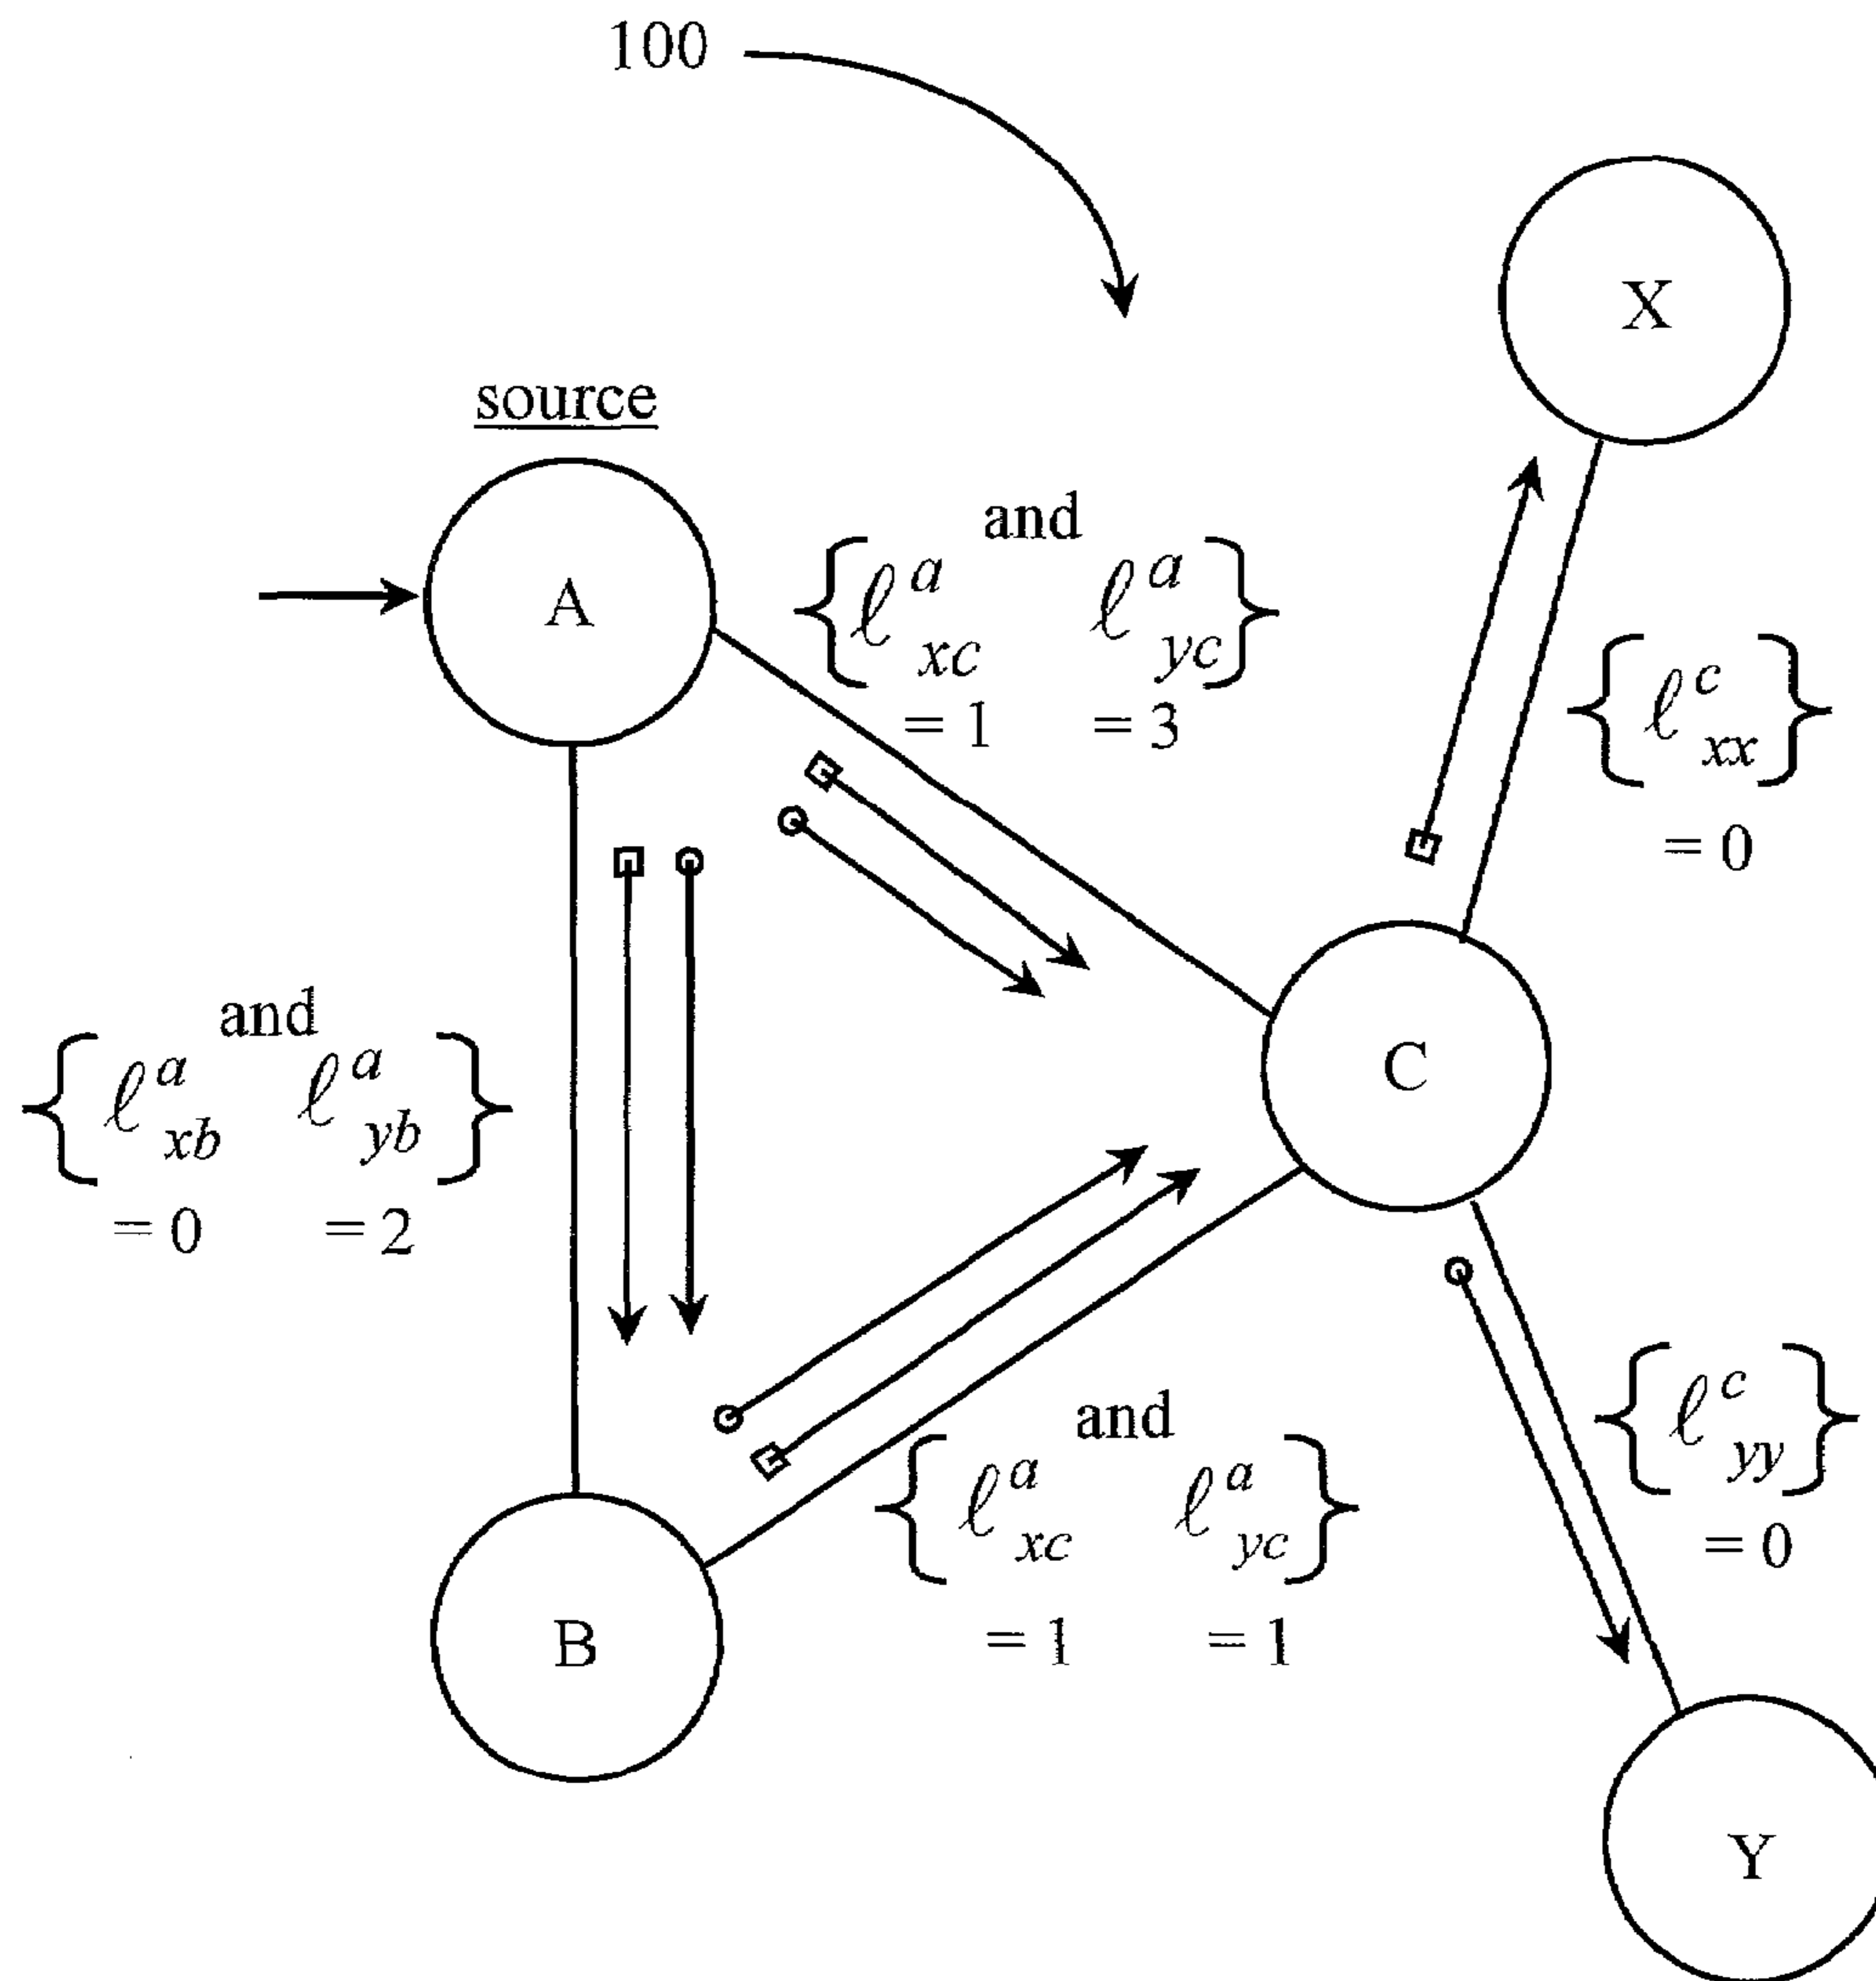 100
X
source
and
{ℓ^a_xc ℓ^a_yc}
= 1 = 3
A
{ℓ^c_xx}
= 0
and
{ℓ^a_xb ℓ^a_yb}
= 0 = 2
C
and
{ℓ^a_xc ℓ^a_yc}
= 1 = 1
{ℓ^c_yy}
= 0
B
Y